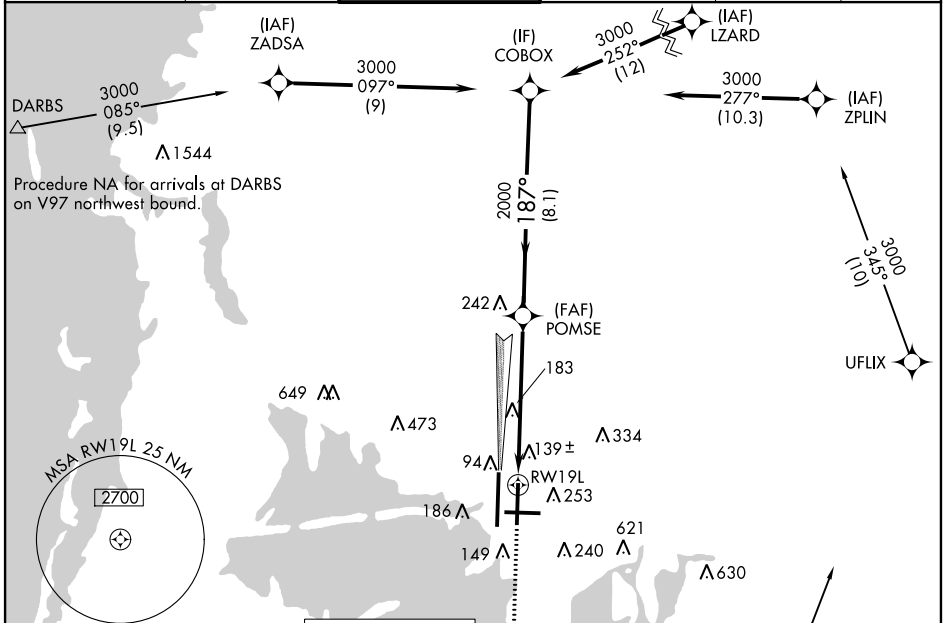 (IAF)
ZADSA
(IF)
COBOX
(IAF)
LZARD
3000
252°
(12)
3000
097°
(9)
3000
277°
(10.3)
(IAF)
ZPLIN
DARBS
3000
085°
(9.5)
1544
Procedure NA for arrivals at DARBS
on V97 northwest bound.
2000
187°
(8.1)
3000
345°
(10)
242
(FAF)
POMSE
UFLIX
183
649
473
334
139 ±
94
RW19L
253
MSA RW19L 25 NM
2700
186
149
240
621
630